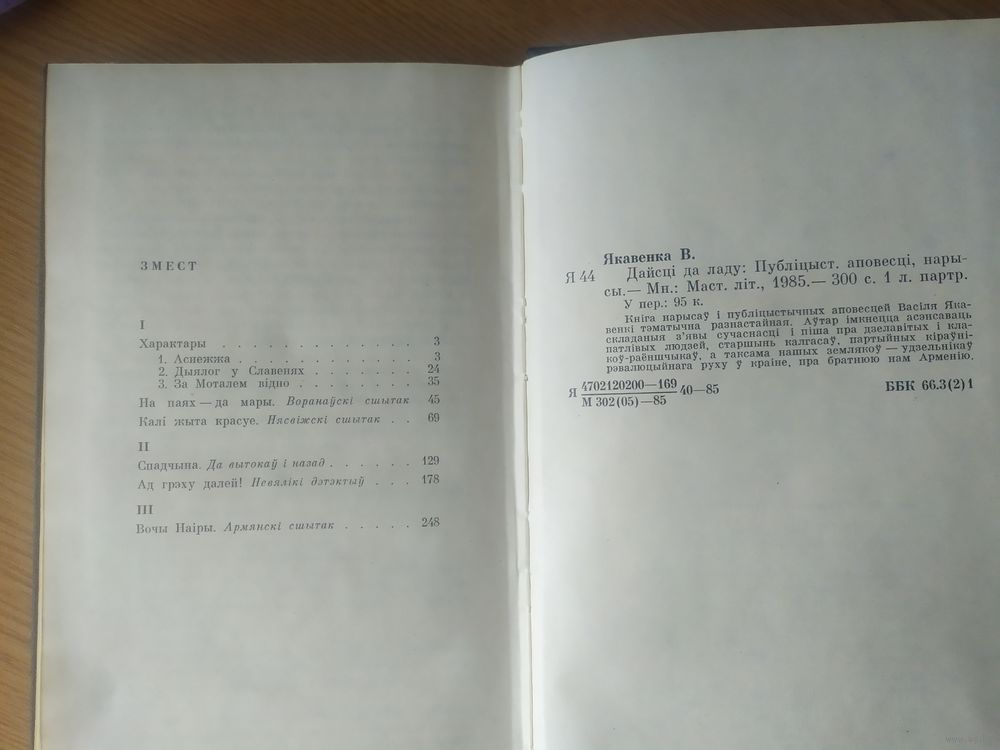 ЗМЕСТ
I
Характары . . . . . . . . . . . . . 3
1. Аснежжа . . . . . . . . . . . . 3
2. Дыялог у Славенях . . . . . . . 24
3. За Моталем відно . . . . . . . . 35
На паях — да мары. Воранаўскі сшытак 45
Калі жыта красуе. Нясвіжскі сшытак . . 69
II
Спадчына. Да вытокаў і назад . . . . . . 129
Ад грэху далей! Невялікі дэтэктыў . . . 178
III
Вочы Наіры. Армянскі сшытак . . . . . 248
Якавенка В.
Я 44 Дайсці да ладу: Публіцыст. аповесці, нары-
сы.— Мн.: Маст. літ., 1985.— 300 с. 1 л. партр.
У пер.: 95 к.
Кніга нарысаў і публіцыстычных аповесцей Васіля Яка-
венкі тэматычна разнастайная. Аўтар імкнецца асэнсаваць
складаныя з'явы сучаснасці і піша пра дзелавітых і кла-
патлівых людзей, старшынь калгасаў, партыйных кіраўні-
коў-раёншчыкаў, а таксама нашых землякоў — удзельнікаў
рэвалюцыйнага руху ў краіне, пра братнюю нам Арменію.
Я 4702120200—169 40—85
М 302(05)—85
ББК 66.3(2)1